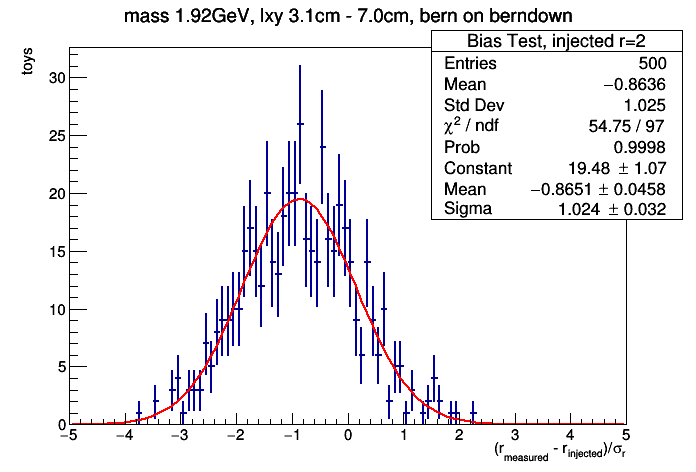 mass 1.92GeV, lxy 3.1cm - 7.0cm, bern on berndown
toys
Bias Test, injected r=2
Entries 500
Mean −0.8636
Std Dev 1.025
χ² / ndf 54.75 / 97
Prob 0.9998
Constant 19.48 ± 1.07
Mean −0.8651 ± 0.0458
Sigma 1.024 ± 0.032
30
25
20
15
10
5
0
−5 −4 −3 −2 −1 0 1 2 3 4 5
(r_measured - r_injected)/σ_r